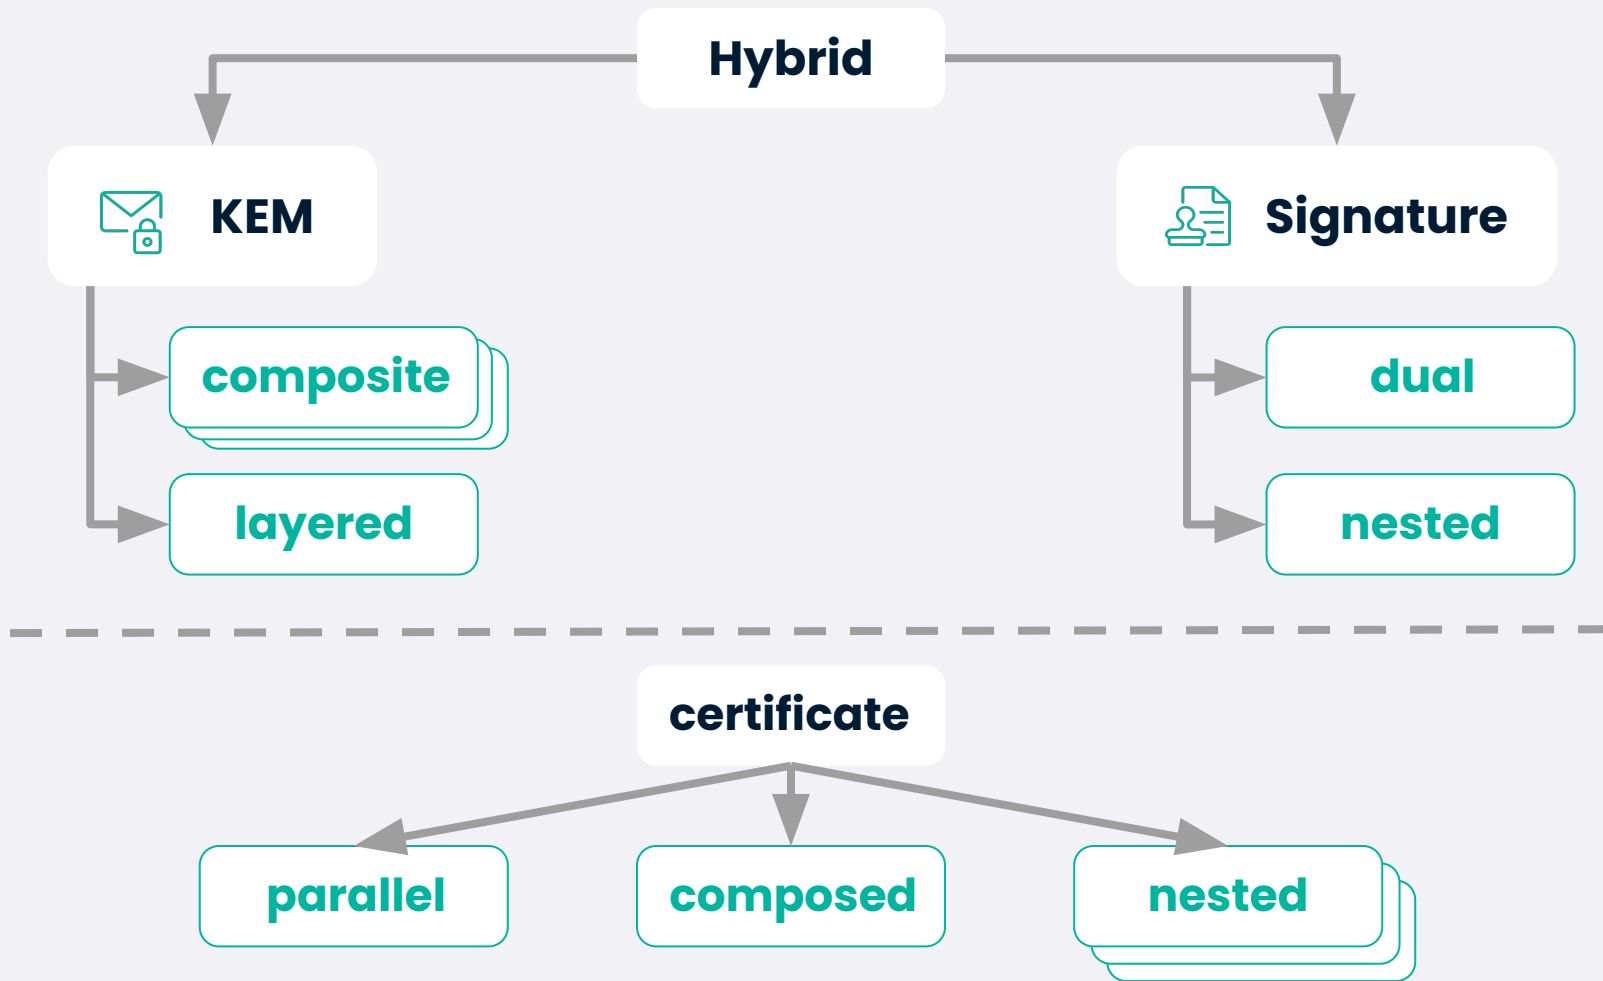 Hybrid
KEM
Signature
composite
dual
layered
nested
certificate
parallel
composed
nested